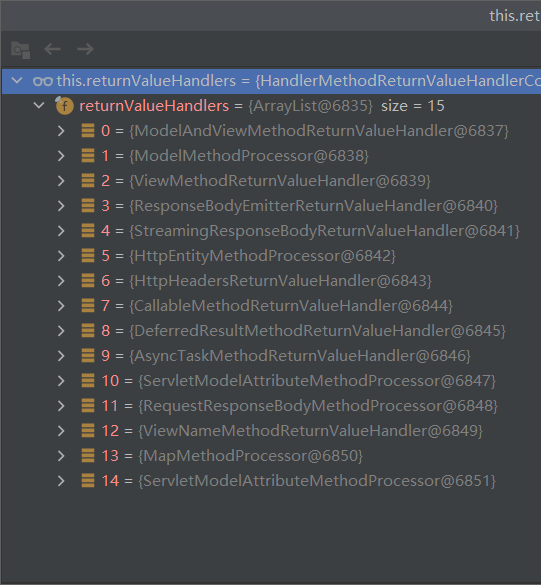 this.ret
this.returnValueHandlers = {HandlerMethodReturnValueHandlerCo
f returnValueHandlers = {ArrayList@6835} size = 15
0 = {ModelAndViewMethodReturnValueHandler@6837}
1 = {ModelMethodProcessor@6838}
2 = {ViewMethodReturnValueHandler@6839}
3 = {ResponseBodyEmitterReturnValueHandler@6840}
4 = {StreamingResponseBodyReturnValueHandler@6841}
5 = {HttpEntityMethodProcessor@6842}
6 = {HttpHeadersReturnValueHandler@6843}
7 = {CallableMethodReturnValueHandler@6844}
8 = {DeferredResultMethodReturnValueHandler@6845}
9 = {AsyncTaskMethodReturnValueHandler@6846}
10 = {ServletModelAttributeMethodProcessor@6847}
11 = {RequestResponseBodyMethodProcessor@6848}
12 = {ViewNameMethodReturnValueHandler@6849}
13 = {MapMethodProcessor@6850}
14 = {ServletModelAttributeMethodProcessor@6851}